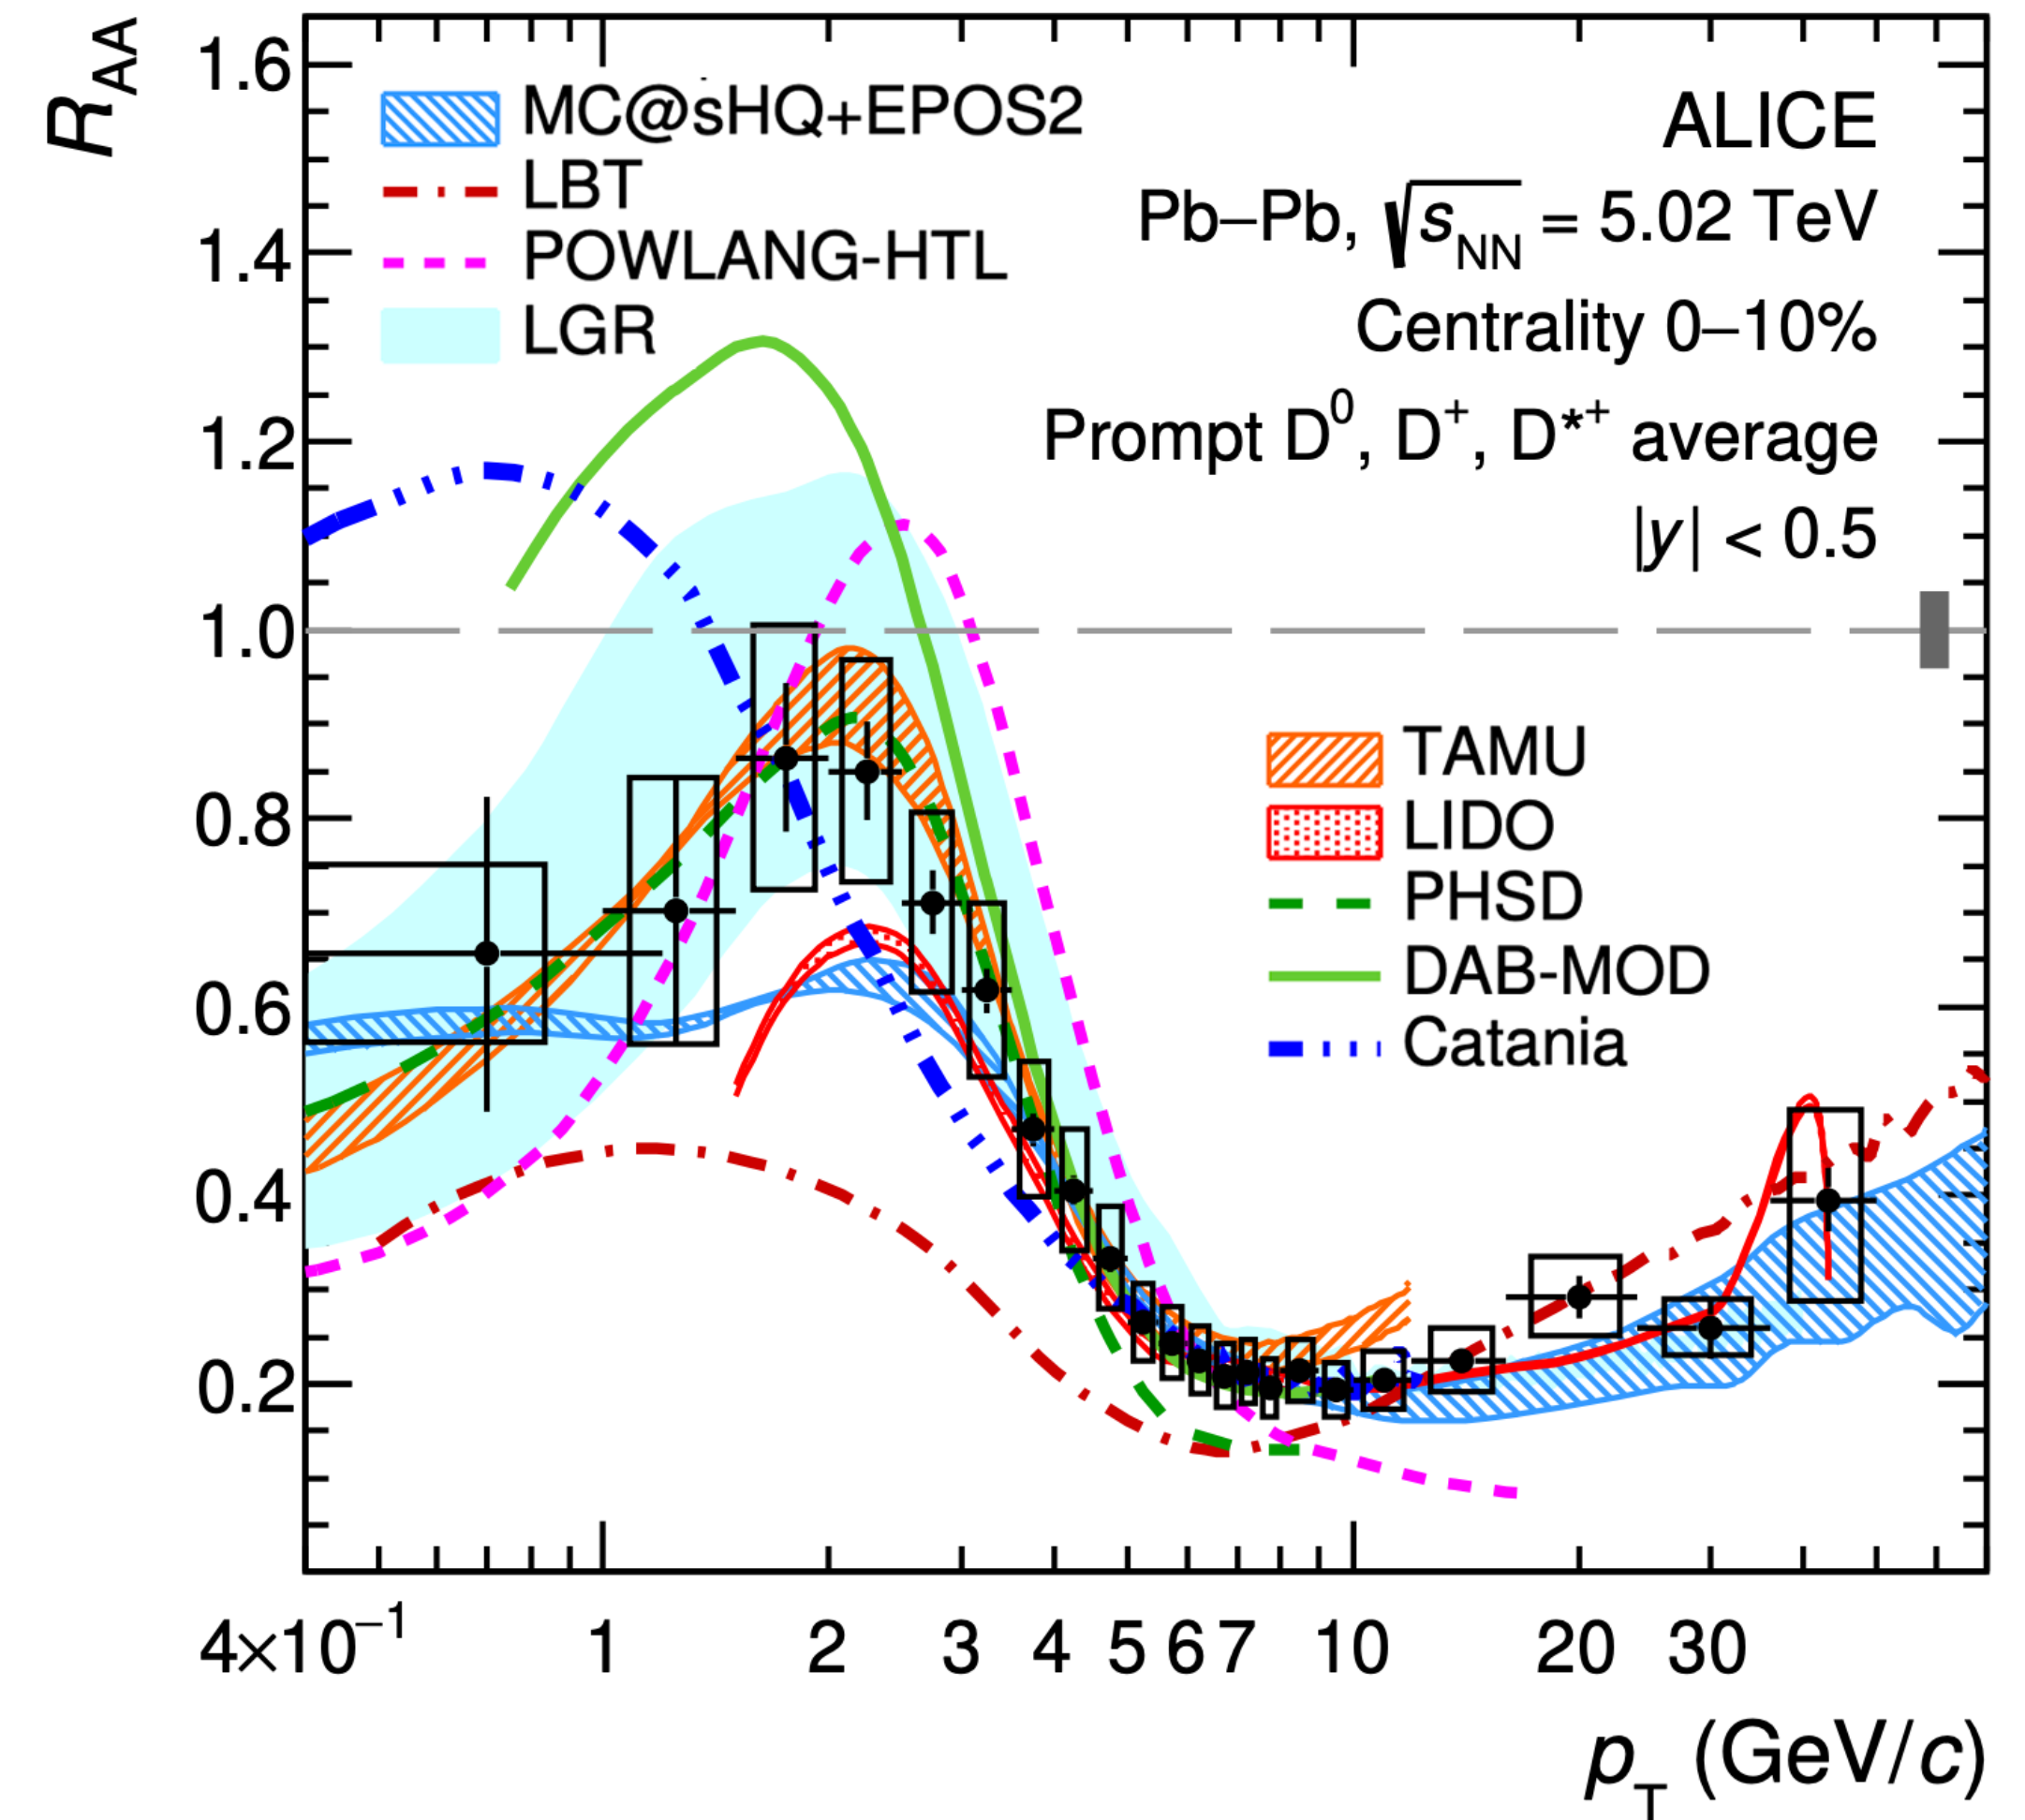 R_AA
1.6
1.4
1.2
1.0
0.8
0.6
0.4
0.2
MC@sHQ+EPOS2
LBT
POWLANG-HTL
LGR
ALICE
Pb–Pb, √s_NN = 5.02 TeV
Centrality 0–10%
Prompt D⁰, D⁺, D*⁺ average
|y| < 0.5
TAMU
LIDO
PHSD
DAB-MOD
Catania
4×10⁻¹ 1 2 3 4 5 6 7 10 20 30
p_T (GeV/c)